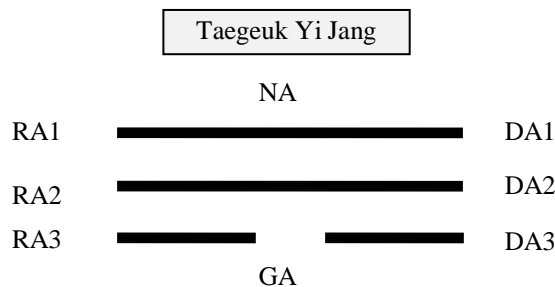 Taegeuk Yi Jang
NA
RA1 DA1
RA2 DA2
RA3 DA3
GA